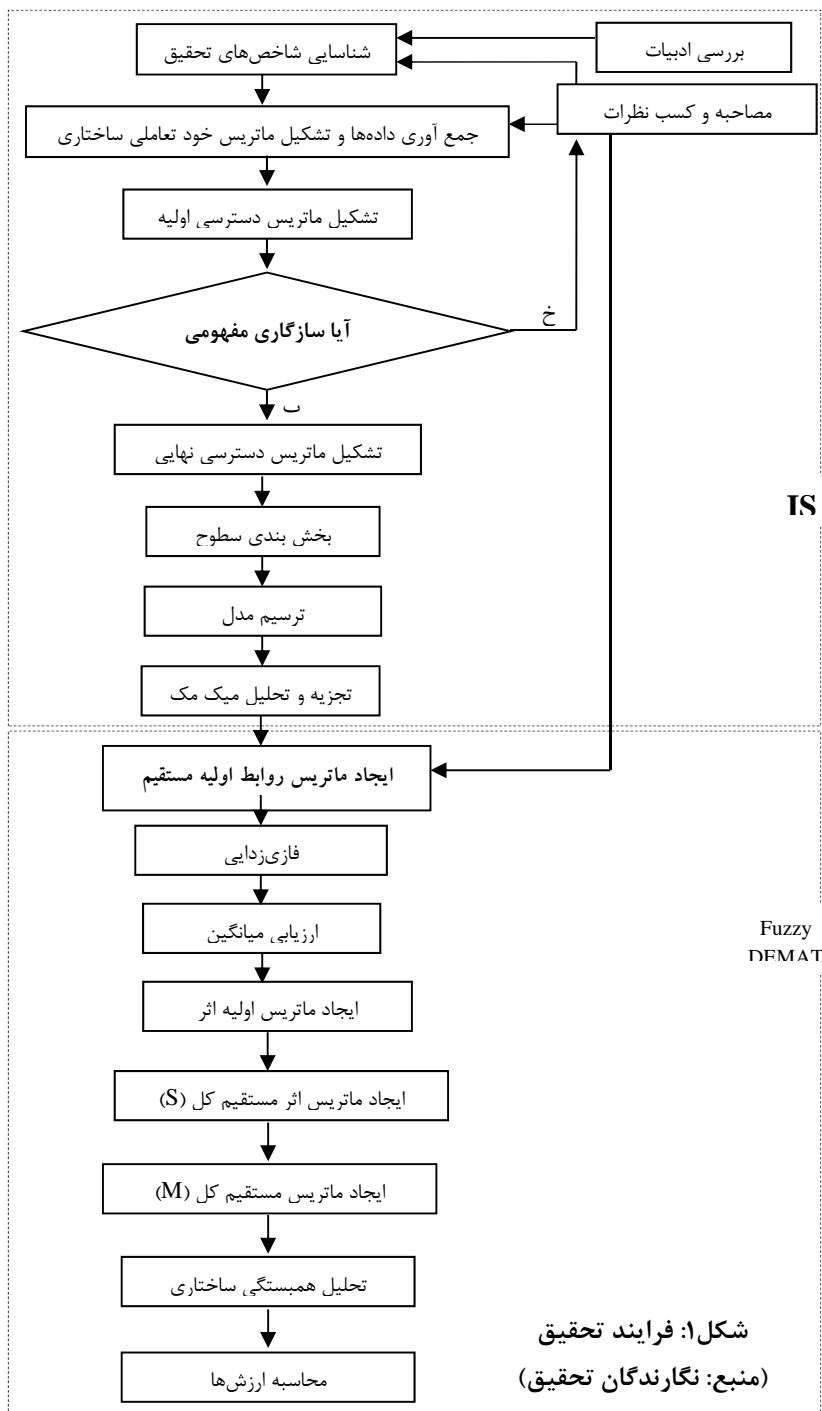 شناسایی شاخص‌های تحقیق
بررسی ادبیات
مصاحبه و کسب نظرات
جمع آوری داده‌ها و تشکیل ماتریس خود تعاملی ساختاری
تشکیل ماتریس دسترسی اولیه
آیا سازگاری مفهومی
خ
ب
تشکیل ماتریس دسترسی نهایی
IS
بخش بندی سطوح
ترسیم مدل
تجزیه و تحلیل میک مک
ایجاد ماتریس روابط اولیه مستقیم
فازی‌زدایی
Fuzzy
DEMAT
ارزیابی میانگین
ایجاد ماتریس اولیه اثر
ایجاد ماتریس اثر مستقیم کل (S)
ایجاد ماتریس مستقیم کل (M)
تحلیل همبستگی ساختاری
محاسبه ارزش‌ها
شکل۱: فرایند تحقیق
(منبع: نگارندگان تحقیق)